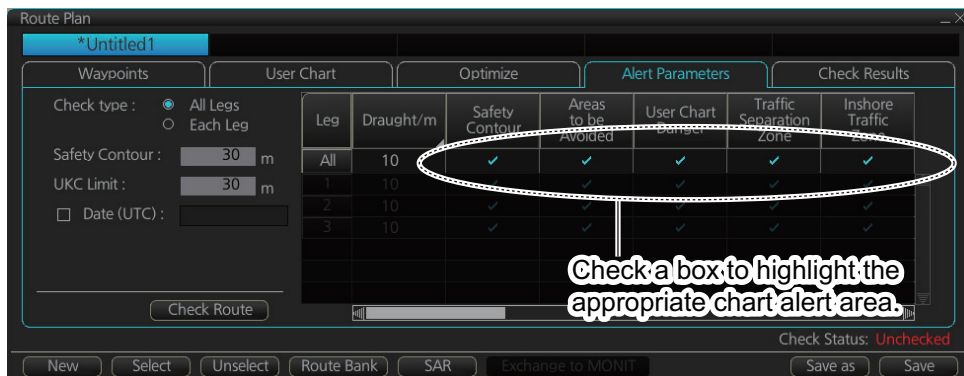 Route Plan
*Untitled1
Waypoints User Chart Optimize Alert Parameters Check Results
Check type : All Legs
Each Leg
Safety Contour : 30 m
UKC Limit : 30 m
Date (UTC) :
Check Route
Leg Draught/m Safety Contour Areas to be Avoided User Chart Danger Traffic Separation Zone Inshore Traffic Zone
All 10 ✓ ✓ ✓ ✓ ✓
1 10 ✓ ✓ ✓ ✓ ✓
2 10 ✓ ✓ ✓ ✓ ✓
3 10 ✓ ✓ ✓ ✓ ✓
Check a box to highlight the
appropriate chart alert area.
Check Status: Unchecked
New Select Unselect Route Bank SAR Exchange to MONIT Save as Save